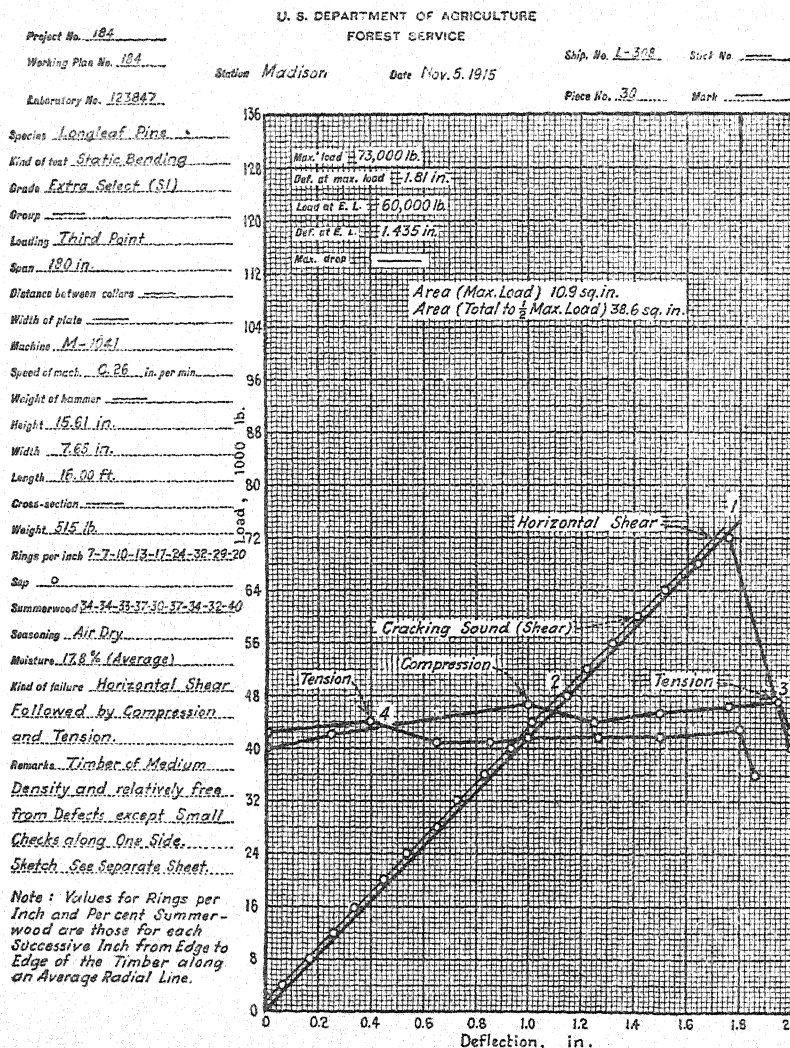 U. S. DEPARTMENT OF AGRICULTURE
FOREST SERVICE
Project No. 184
Working Plan No. 184
Laboratory No. 123847
Station Madison
Date Nov. 5. 1915
Ship. No. L-308
Stick No.
Piece No. 30
Mark
Species Longleaf Pine
Kind of test Static Bending
Grade Extra Select (S1)
Group
Loading Third Point
Span 180 in.
Distance between collars
Width of plate
Machine M-1041
Speed of mach. 0.26 in. per min.
Weight of hammer
Height 15.61 in.
Width 7.65 in.
Length 16.00 ft.
Cross-section
Weight 515 lb.
Rings per inch 7-7-10-13-17-24-32-29-20
Sap 0
Summerwood 34-34-33-37-30-37-34-32-40
Seasoning Air Dry
Moisture 17.8% (Average)
Kind of failure Horizontal Shear
Followed by Compression
and Tension.
Remarks Timber of Medium
Density and relatively free
from Defects except Small
Checks along One Side.
Sketch See Separate Sheet.
Note : Values for Rings per
Inch and Per cent Summer-
wood are those for each
Successive Inch from Edge to
Edge of the Timber along
an Average Radial Line.
Max. load = 73,000 lb.
Def. at max. load = 1.81 in.
Load at E. L. = 60,000 lb.
Def. at E. L. = 1.435 in.
Max. drop
Area (Max. Load) 10.9 sq. in.
Area (Total to ½ Max. Load) 38.6 sq. in.
Load, 1000 lb.
136
128
120
112
104
96
88
80
72
64
56
48
40
32
24
16
8
0
Horizontal Shear
1
Cracking Sound (Shear)
Compression
2
Tension
3
Tension
4
0 0.2 0.4 0.6 0.8 1.0 1.2 1.4 1.6 1.8 2.0
Deflection, in.